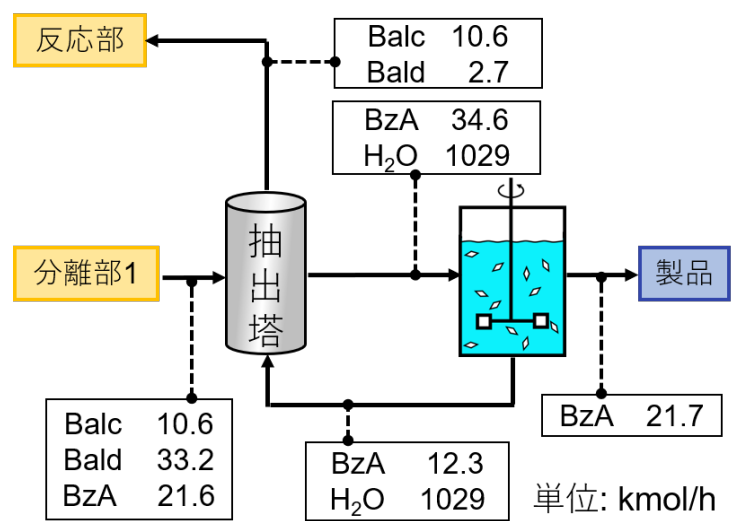 反応部
Balc 10.6
Bald 2.7
BzA 34.6
H₂O 1029
抽出塔
分離部1
製品
Balc 10.6
Bald 33.2
BzA 21.6
BzA 12.3
H₂O 1029
BzA 21.7
単位: kmol/h